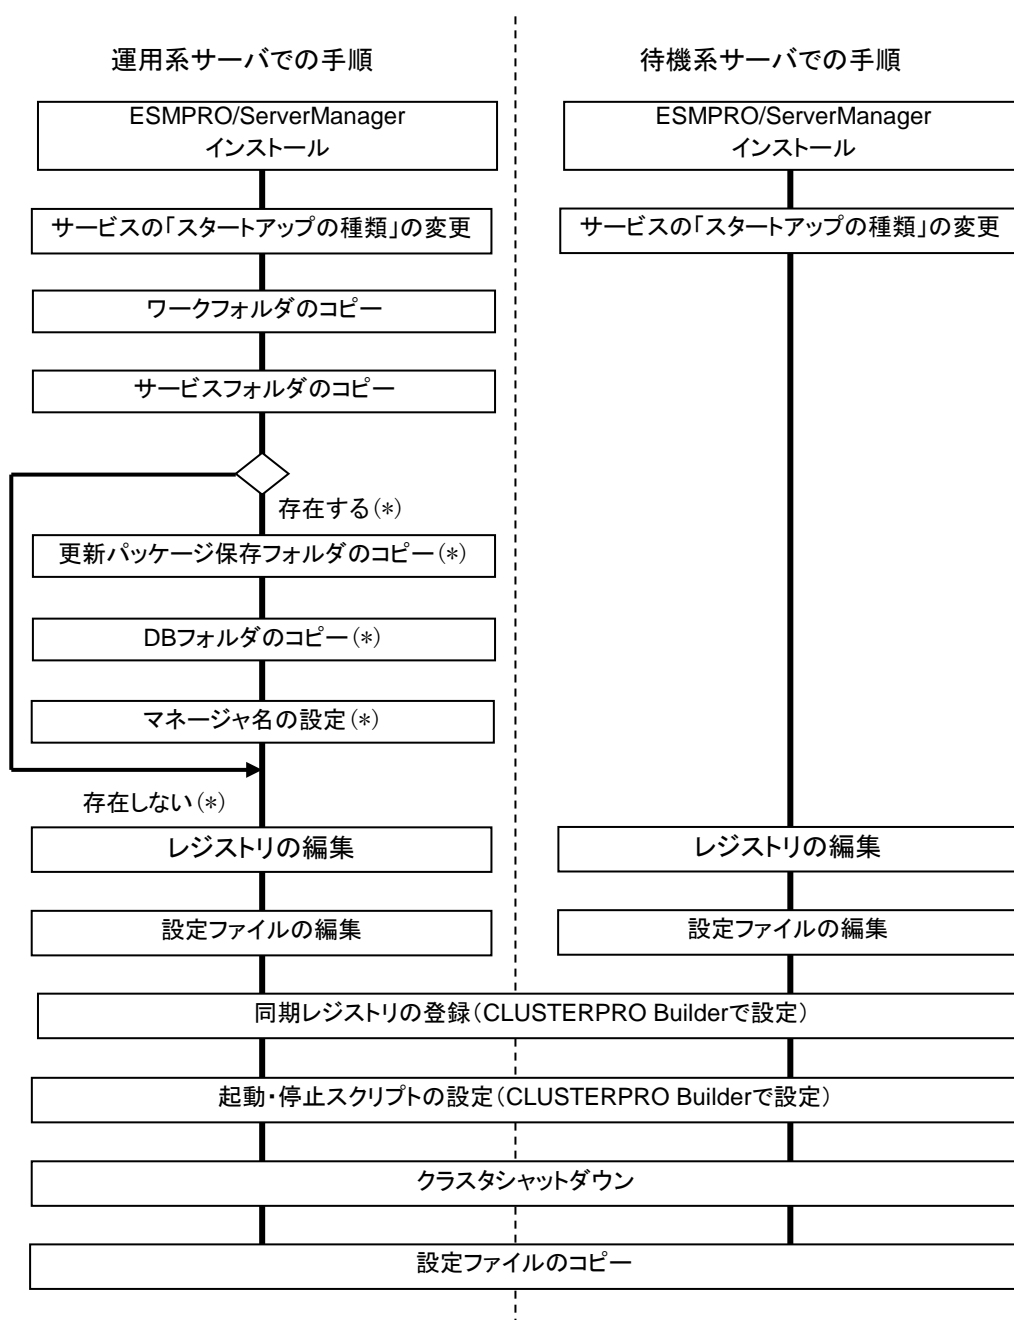 運用系サーバでの手順
待機系サーバでの手順
ESMPRO/ServerManager
インストール
ESMPRO/ServerManager
インストール
サービスの「スタートアップの種類」の変更
サービスの「スタートアップの種類」の変更
ワークフォルダのコピー
サービスフォルダのコピー
存在する(*)
更新パッケージ保存フォルダのコピー(*)
DBフォルダのコピー(*)
マネージャ名の設定(*)
存在しない(*)
レジストリの編集
レジストリの編集
設定ファイルの編集
設定ファイルの編集
同期レジストリの登録(CLUSTERPRO Builderで設定)
起動・停止スクリプトの設定(CLUSTERPRO Builderで設定)
クラスタシャットダウン
設定ファイルのコピー